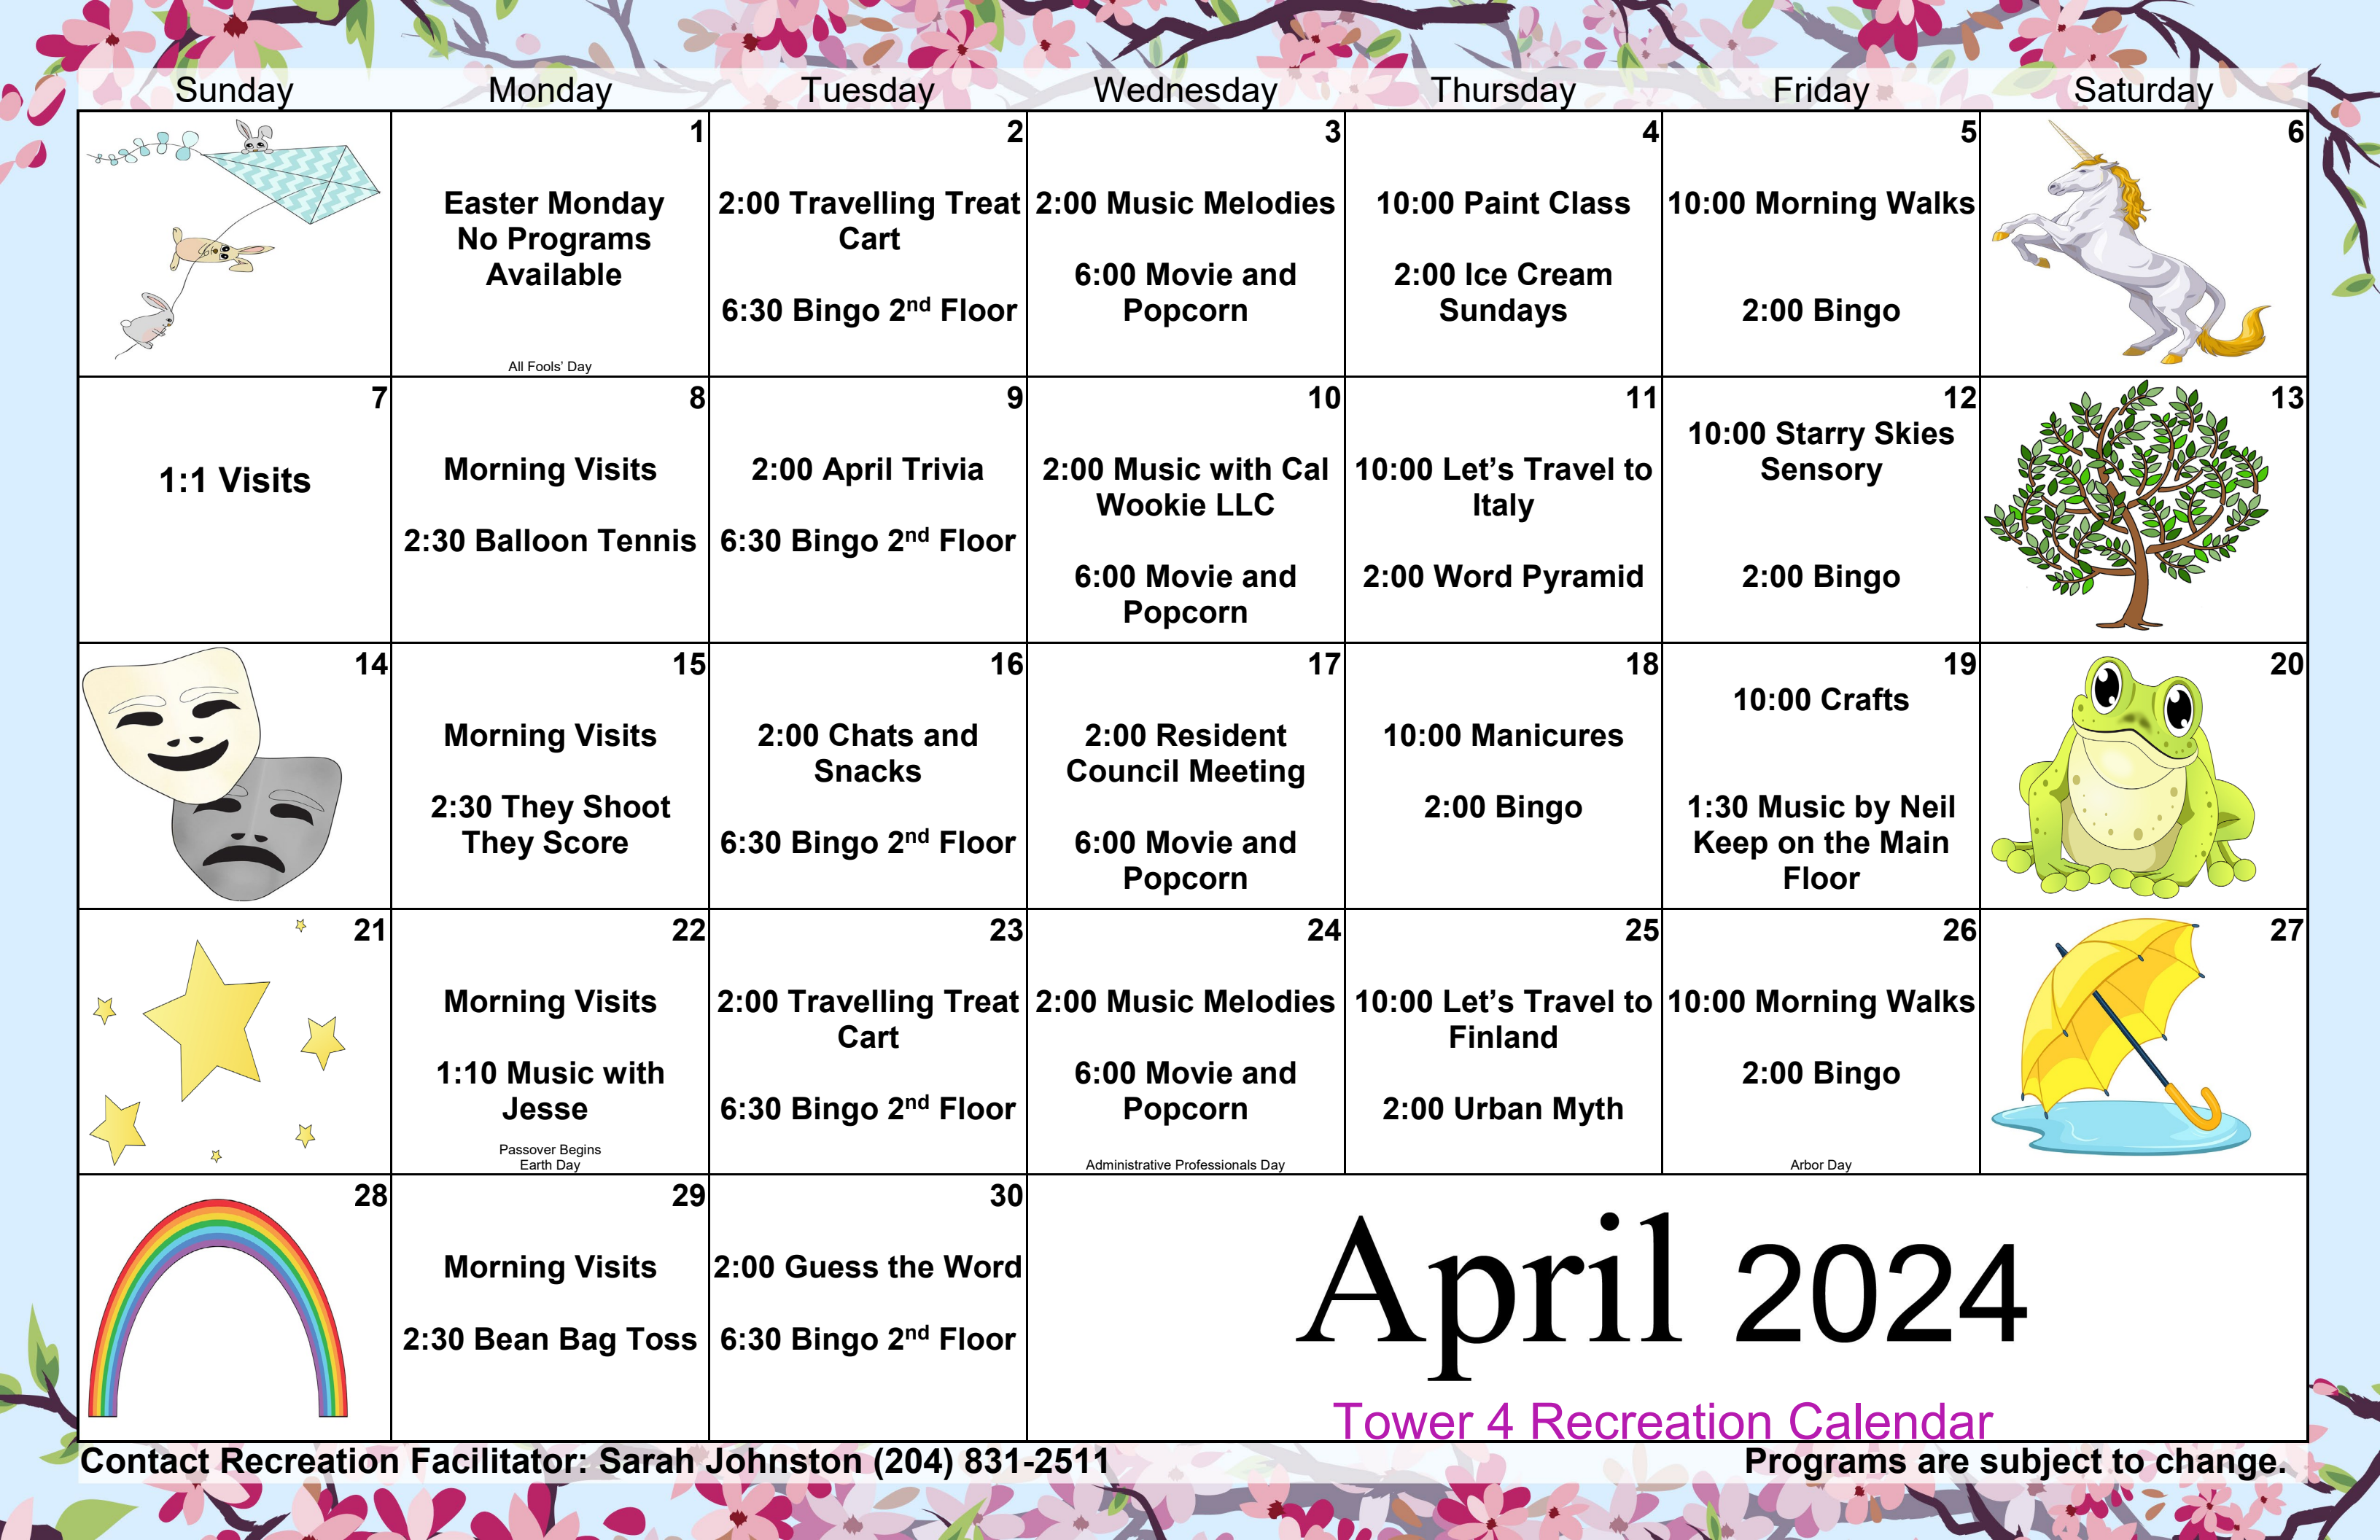 Sunday Monday Tuesday Wednesday Thursday Friday Saturday
1
Easter Monday
No Programs
Available
All Fools' Day
2
2:00 Travelling Treat
Cart
6:30 Bingo 2nd Floor
3
2:00 Music Melodies
6:00 Movie and
Popcorn
4
10:00 Paint Class
2:00 Ice Cream
Sundays
5
10:00 Morning Walks
2:00 Bingo
6
7
1:1 Visits
8
Morning Visits
2:30 Balloon Tennis
9
2:00 April Trivia
6:30 Bingo 2nd Floor
10
2:00 Music with Cal
Wookie LLC
6:00 Movie and
Popcorn
11
10:00 Let's Travel to
Italy
2:00 Word Pyramid
12
10:00 Starry Skies
Sensory
2:00 Bingo
13
14
15
Morning Visits
2:30 They Shoot
They Score
16
2:00 Chats and
Snacks
6:30 Bingo 2nd Floor
17
2:00 Resident
Council Meeting
6:00 Movie and
Popcorn
18
10:00 Manicures
2:00 Bingo
19
10:00 Crafts
1:30 Music by Neil
Keep on the Main
Floor
20
21
22
Morning Visits
1:10 Music with
Jesse
Passover Begins
Earth Day
23
2:00 Travelling Treat
Cart
6:30 Bingo 2nd Floor
24
2:00 Music Melodies
6:00 Movie and
Popcorn
Administrative Professionals Day
25
10:00 Let's Travel to
Finland
2:00 Urban Myth
26
10:00 Morning Walks
2:00 Bingo
Arbor Day
27
28
29
Morning Visits
2:30 Bean Bag Toss
30
2:00 Guess the Word
6:30 Bingo 2nd Floor
April 2024
Tower 4 Recreation Calendar
Contact Recreation Facilitator: Sarah Johnston (204) 831-2511
Programs are subject to change.